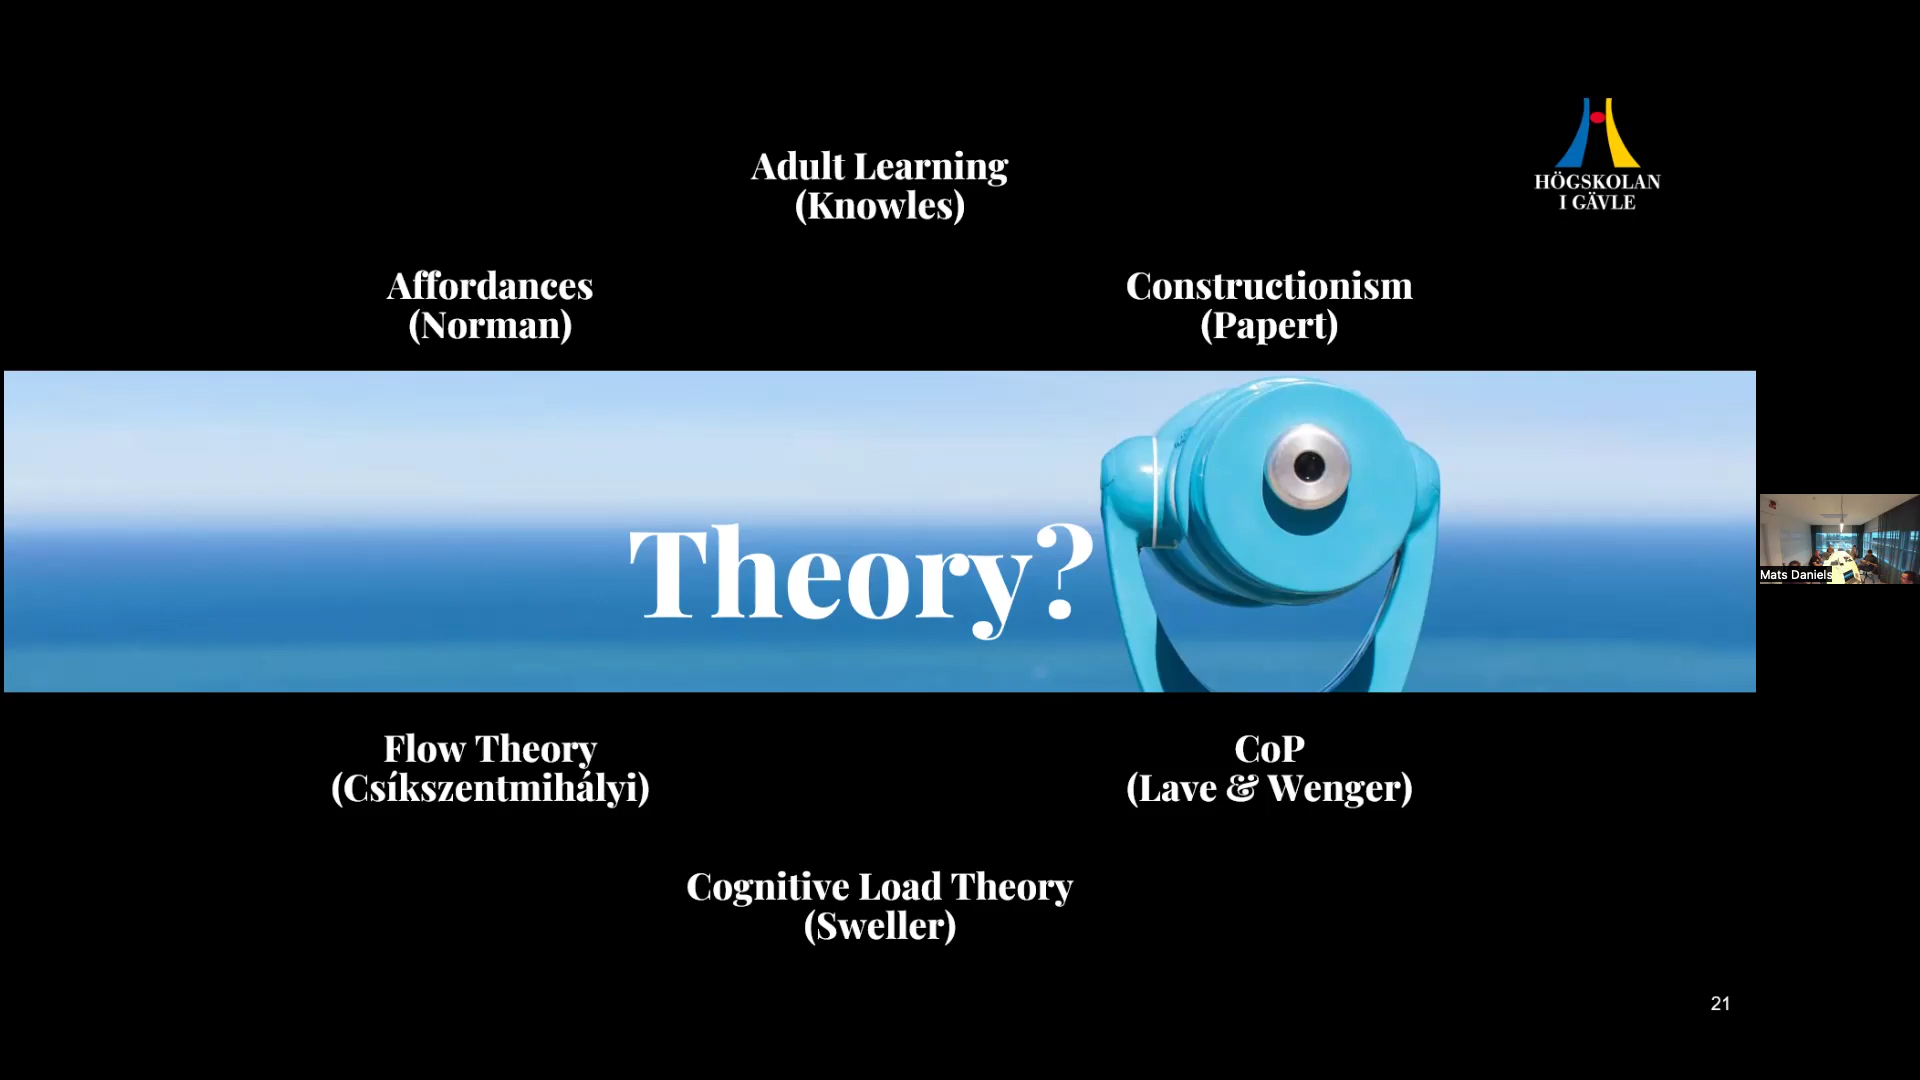 HÖGSKOLAN
I GÄVLE
Adult Learning
(Knowles)
Affordances
(Norman)
Constructionism
(Papert)
Theory?
Flow Theory
(Csíkszentmihályi)
CoP
(Lave & Wenger)
Cognitive Load Theory
(Sweller)
21
Mats Daniels